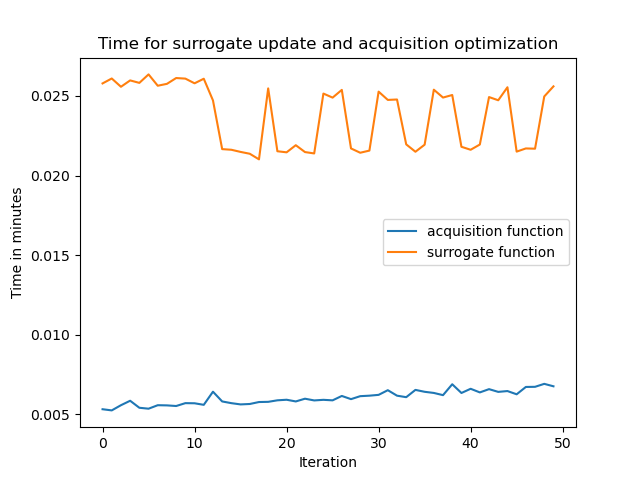 Time for surrogate update and acquisition optimization
0.025
0.020
0.015
0.010
0.005
Time in minutes
acquisition function
surrogate function
0 10 20 30 40 50
Iteration